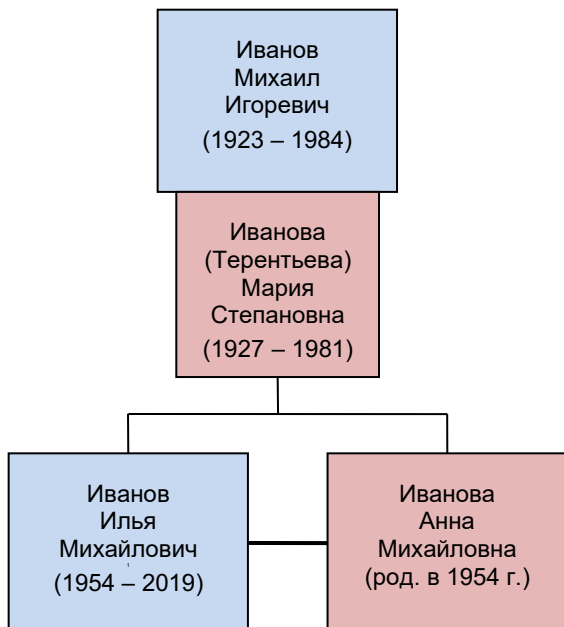 Иванов
Михаил
Игоревич
(1923 – 1984)
Иванова
(Терентьева)
Мария
Степановна
(1927 – 1981)
Иванов
Илья
Михайлович
(1954 – 2019)
Иванова
Анна
Михайловна
(род. в 1954 г.)